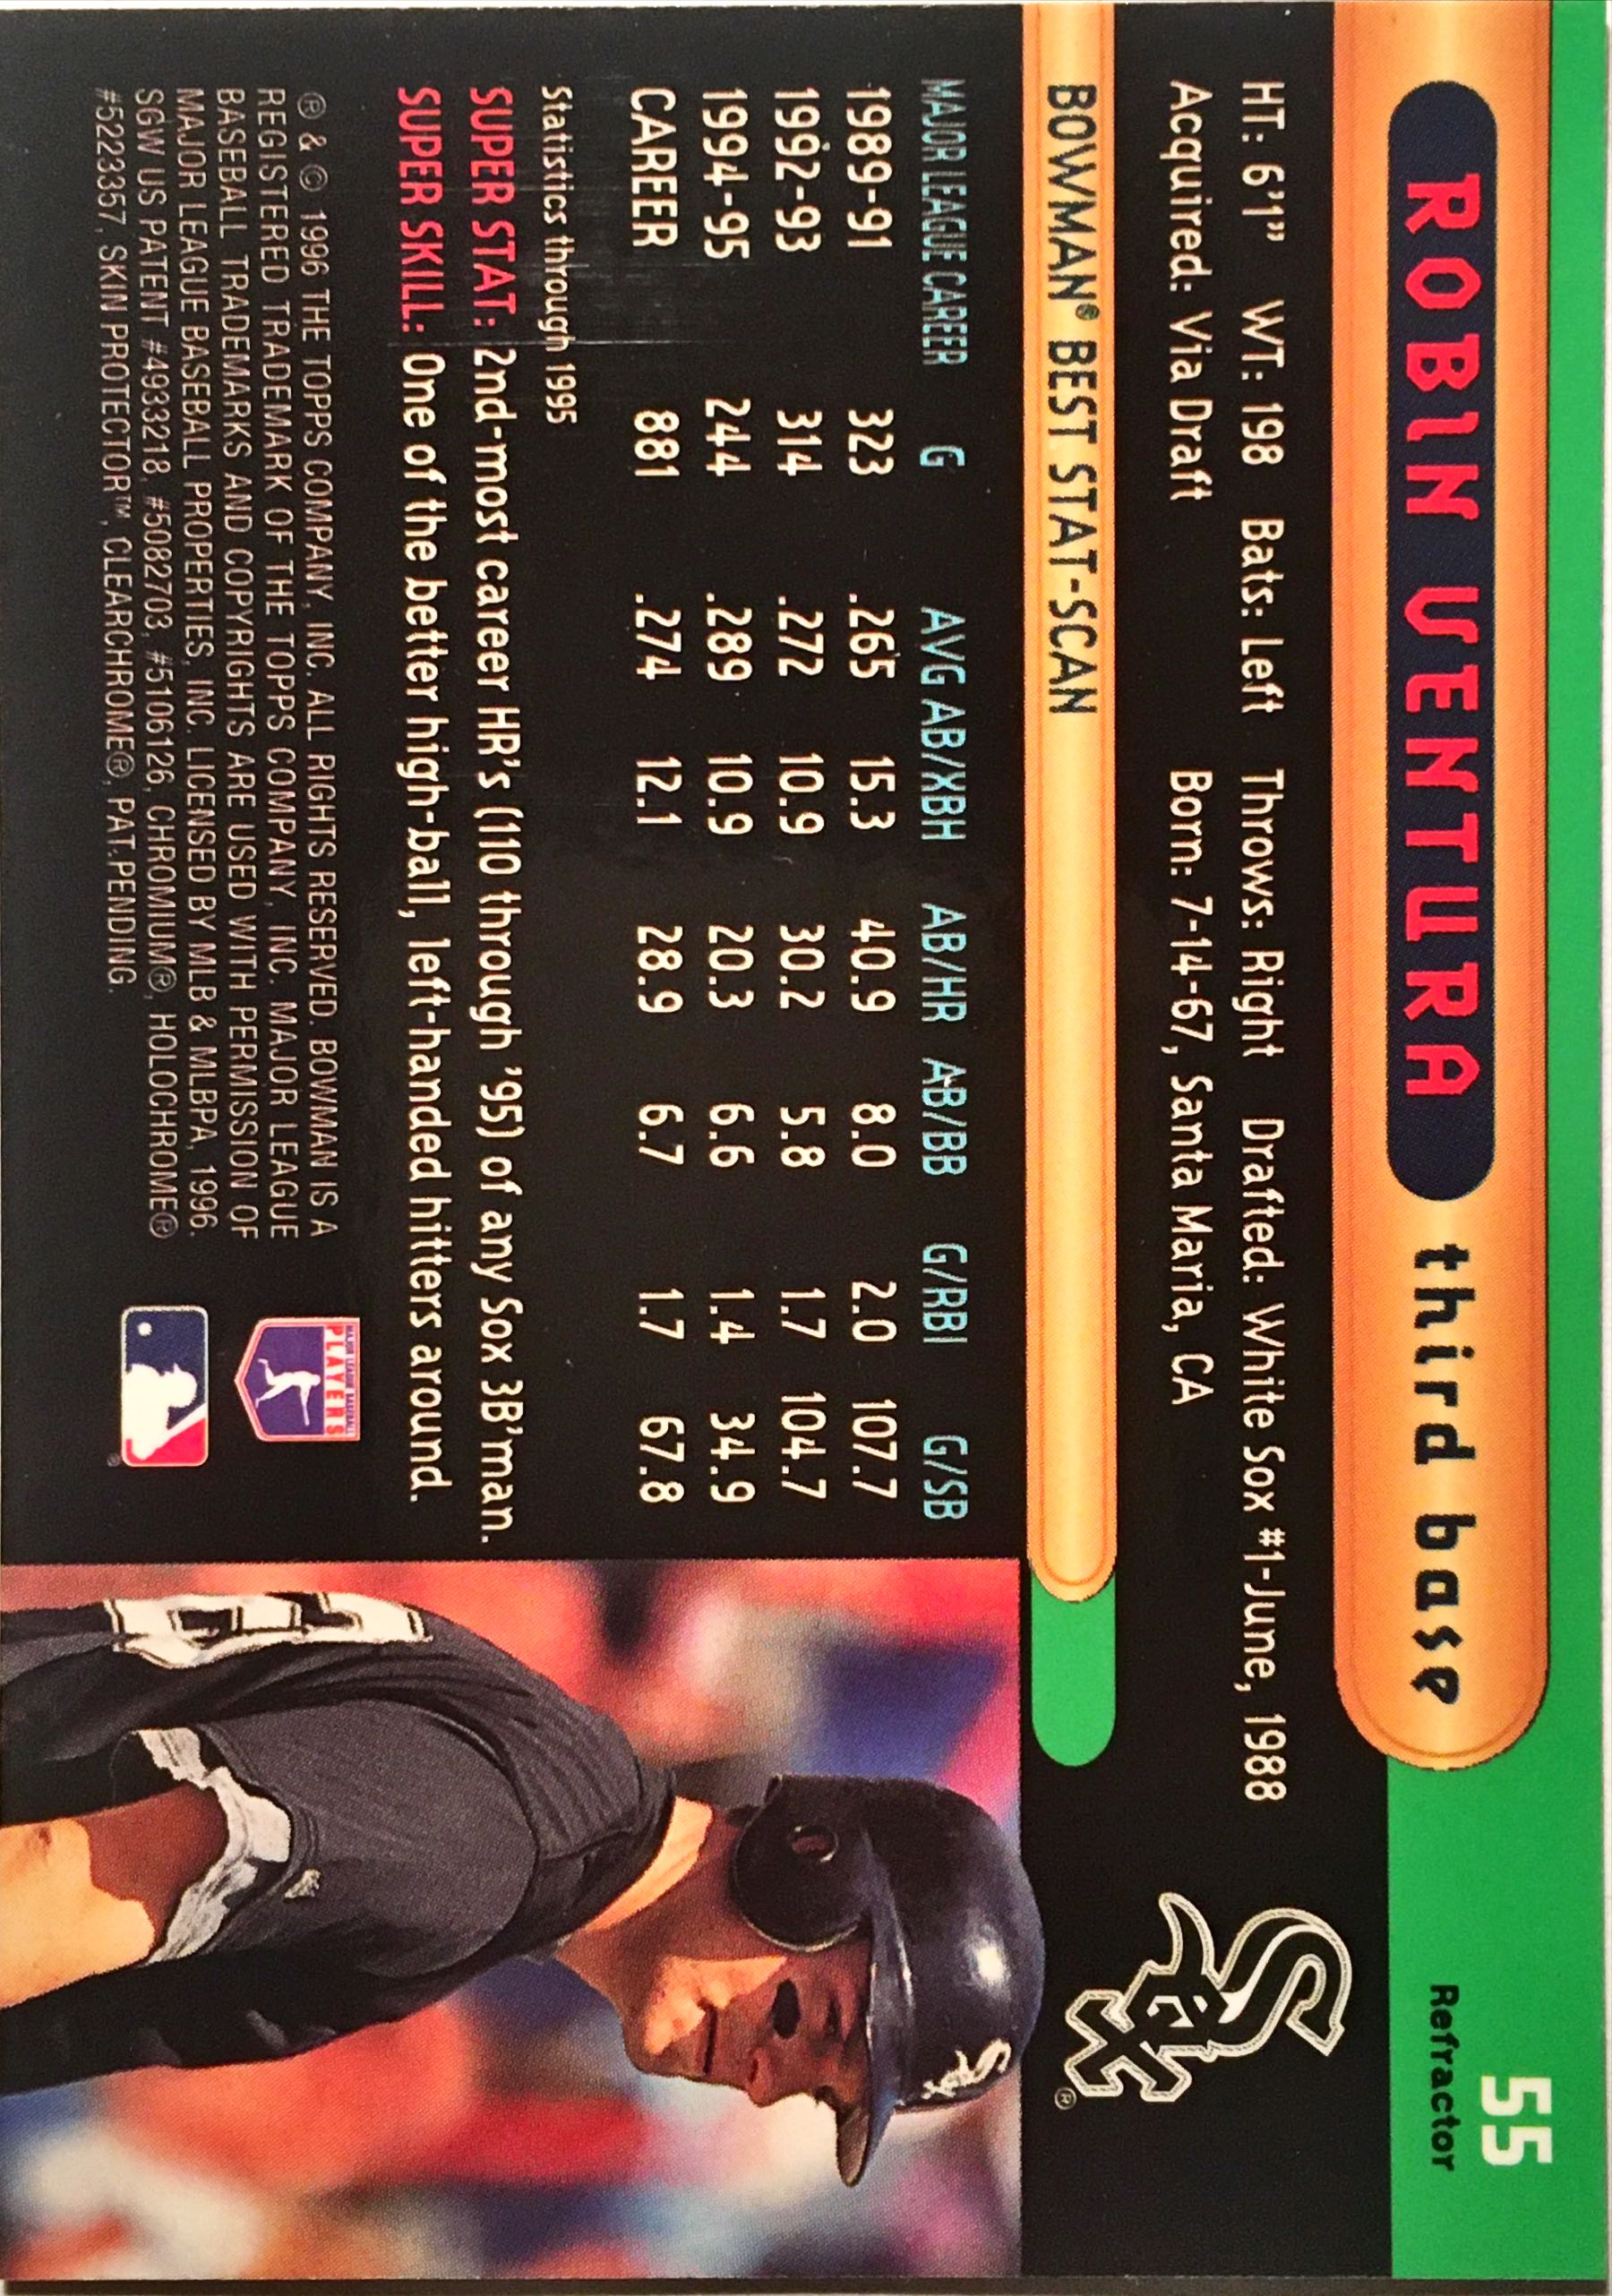 55
Refractor
ROBIN VENTURA third base
HT: 6'1" WT: 198 Bats: Left Throws: Right Drafted: White Sox #1-June, 1988
Acquired: Via Draft Born: 7-14-67, Santa Maria, CA
Sox ®
BOWMAN® BEST STAT-SCAN
MAJOR LEAGUE CAREER G AVG AB/XBH AB/HR AB/BB G/RBI G/SB
1989-91 323 .265 15.3 40.9 8.0 2.0 107.7
1992-93 314 .272 10.9 30.2 5.8 1.7 104.7
1994-95 244 .289 10.9 20.3 6.6 1.4 34.9
CAREER 881 .274 12.1 28.9 6.7 1.7 67.8
Statistics through 1995
SUPER STAT: 2nd-most career HR's (110 through '95) of any Sox 3B'man.
SUPER SKILL: One of the better high-ball, left-handed hitters around.
® & © 1996 THE TOPPS COMPANY, INC. ALL RIGHTS RESERVED. BOWMAN IS A
REGISTERED TRADEMARK OF THE TOPPS COMPANY, INC. MAJOR LEAGUE
BASEBALL TRADEMARKS AND COPYRIGHTS ARE USED WITH PERMISSION OF
MAJOR LEAGUE BASEBALL PROPERTIES, INC. LICENSED BY MLB & MLBPA, 1996.
SGW US PATENT #4933218, #5082703, #5106126, CHROMIUM®, HOLOCHROME®
#5223357, SKIN PROTECTOR™, CLEARCHROME®, PAT. PENDING.
MAJOR LEAGUE BASEBALL
PLAYERS
®
Sox